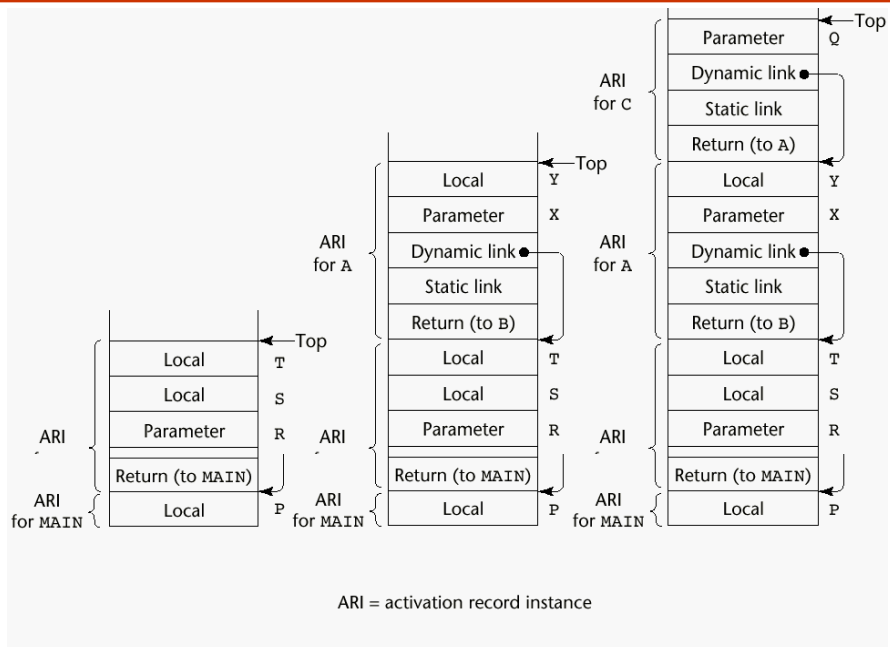 Top
Parameter Q
ARI for C
Dynamic link
Static link
Return (to A)
Top
Local Y
Parameter X
ARI for A
Dynamic link
Static link
Return (to B)
Local Y
Parameter X
ARI for A
Dynamic link
Static link
Return (to B)
Top
Local T
Local S
Parameter R
ARI
Return (to MAIN)
ARI for MAIN
Local P
Local T
Local S
Parameter R
ARI
Return (to MAIN)
ARI for MAIN
Local P
Local T
Local S
Parameter R
ARI
Return (to MAIN)
ARI for MAIN
Local P
ARI = activation record instance